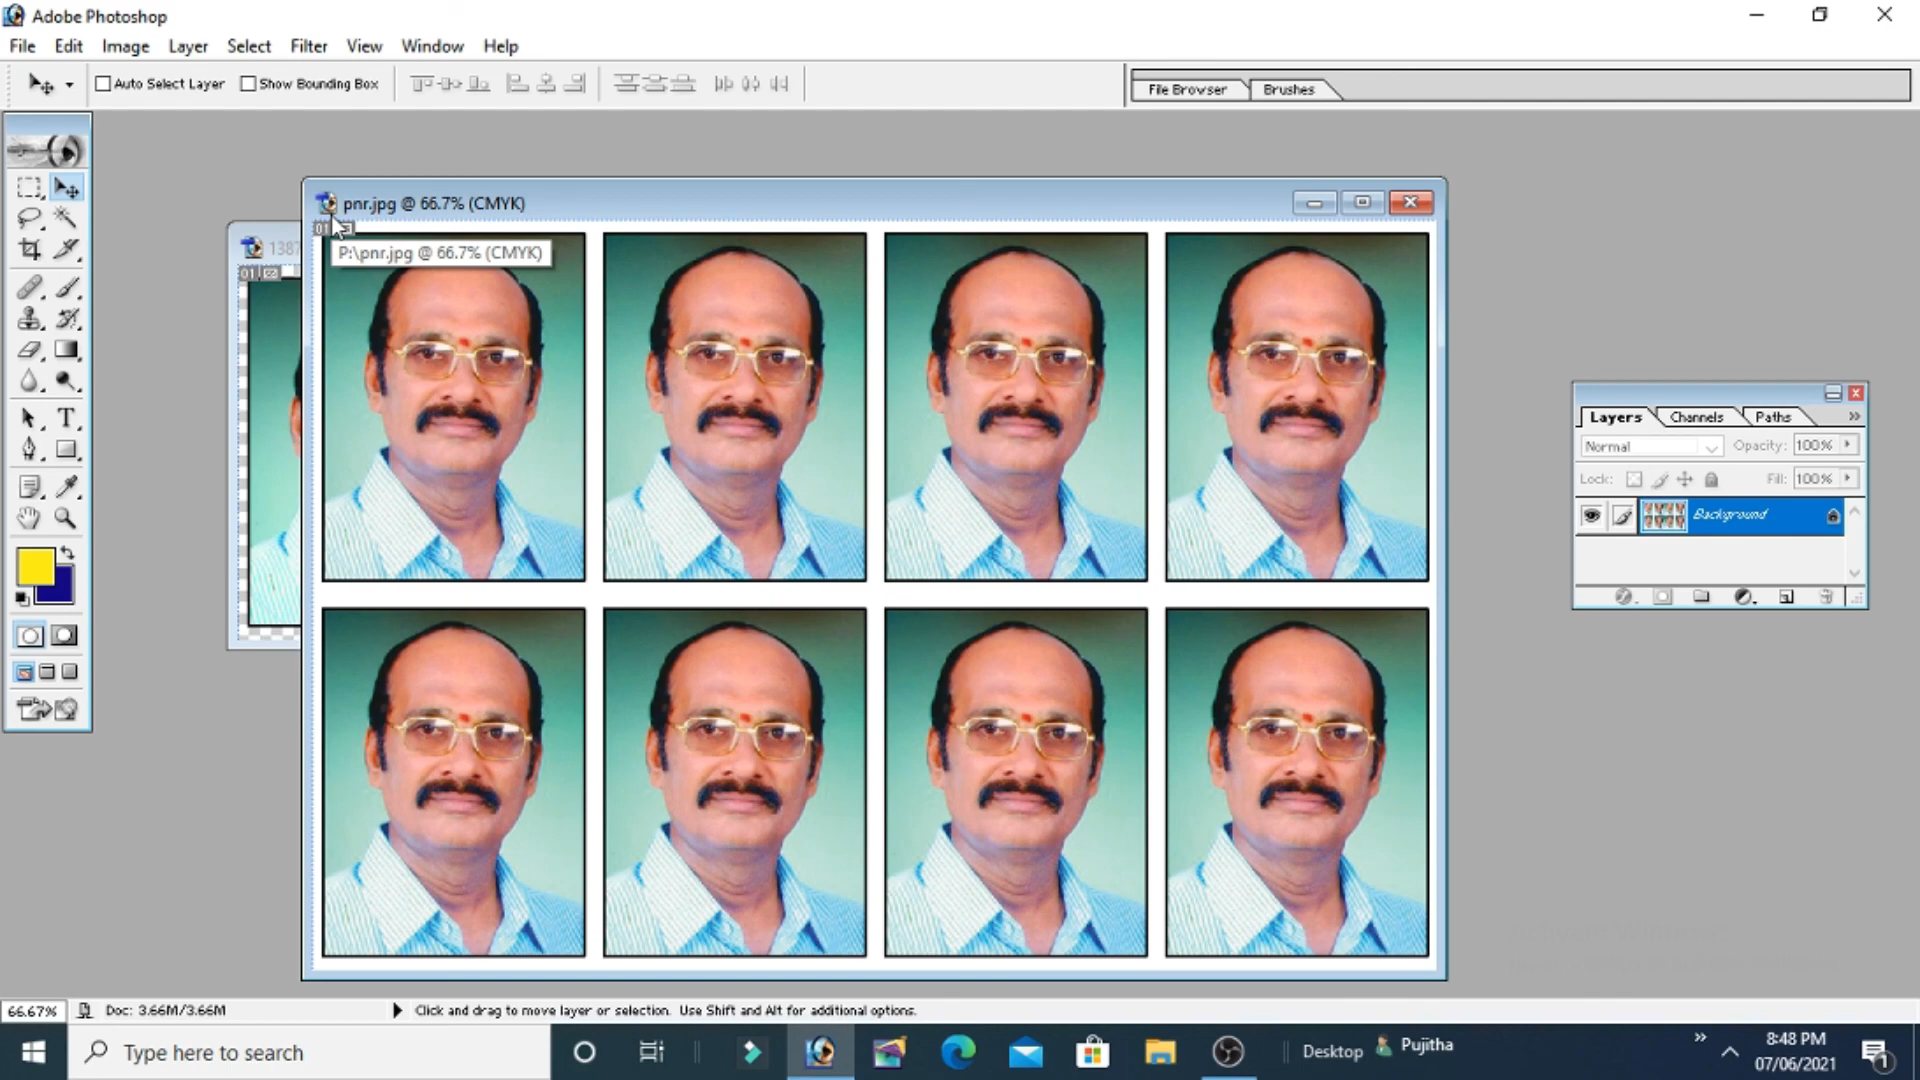 Adobe Photoshop
File Edit Image Layer Select Filter View Window Help
Auto Select Layer Show Bounding Box
File Browser Brushes
pnr.jpg @ 66.7% (CMYK)
P:\pnr.jpg @ 66.7% (CMYK)
1387
01
Layers Channels Paths
Normal Opacity: 100%
Lock: Fill: 100%
Background
66.67% Doc: 3.66M/3.66M Click and drag to move layer or selection. Use Shift and Alt for additional options.
Type here to search
Desktop Pujitha
8:48 PM
07/06/2021
1